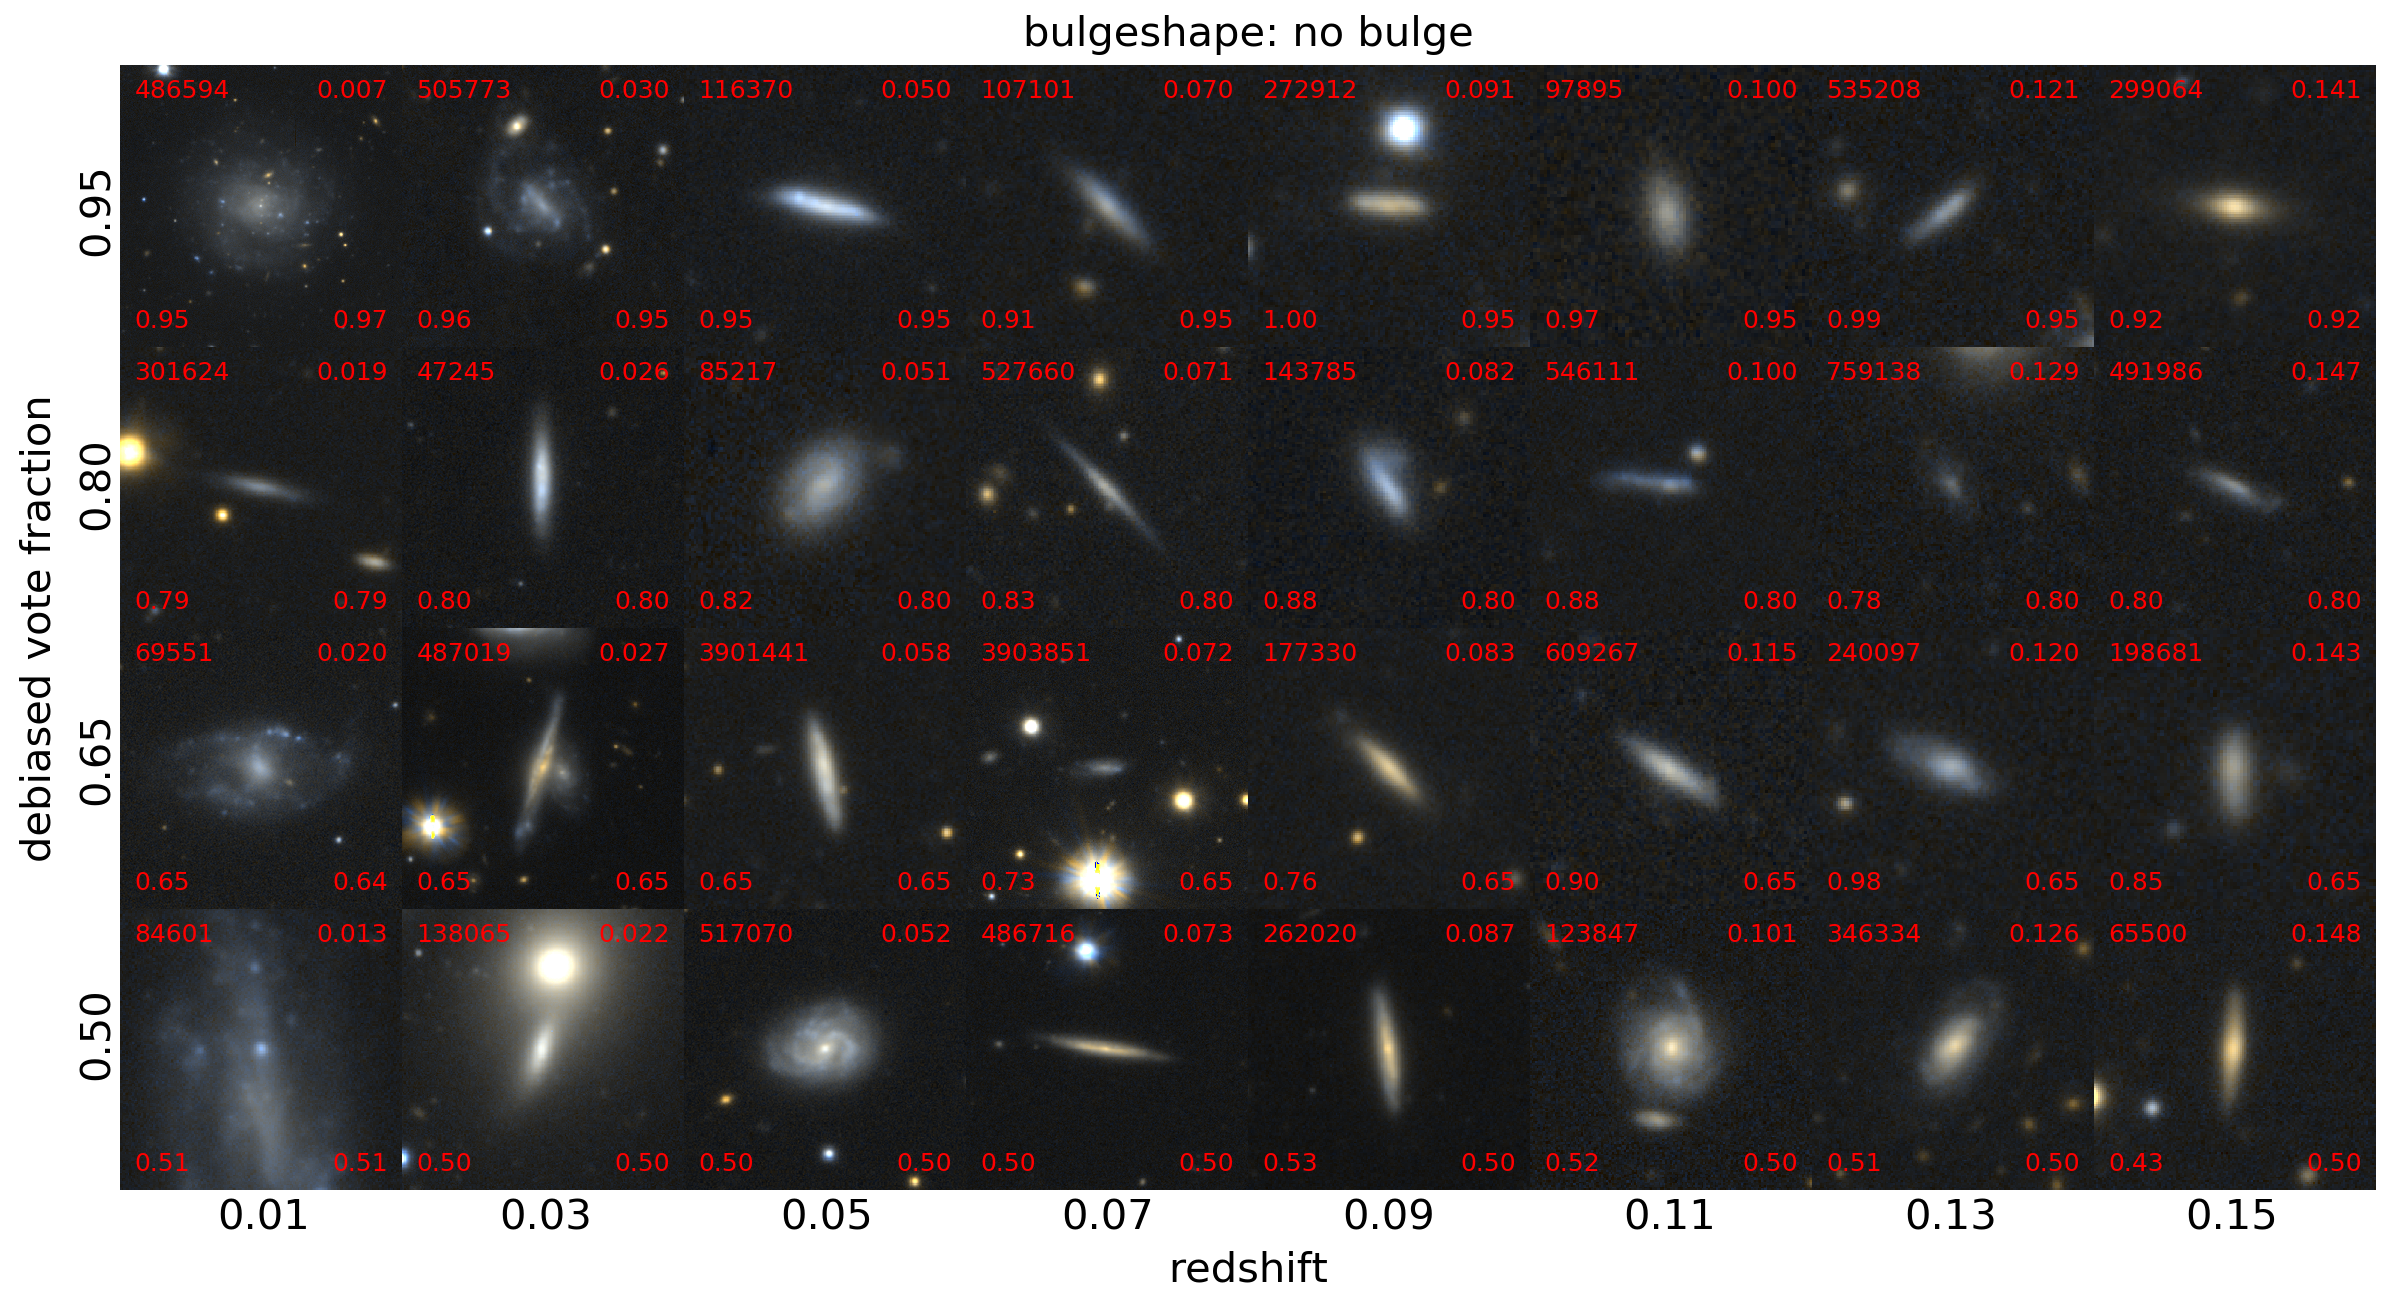 bulgeshape: no bulge
486594 0.007 505773 0.030 116370 0.050 107101 0.070 272912 0.091 97895 0.100 535208 0.121 299064 0.141
0.95
0.95 0.97 0.96 0.95 0.95 0.95 0.91 0.95 1.00 0.95 0.97 0.95 0.99 0.95 0.92 0.92
301624 0.019 47245 0.026 85217 0.051 527660 0.071 143785 0.082 546111 0.100 759138 0.129 491986 0.147
0.80
0.79 0.79 0.80 0.80 0.82 0.80 0.83 0.80 0.88 0.80 0.88 0.80 0.78 0.80 0.80 0.80
debiased vote fraction
69551 0.020 487019 0.027 3901441 0.058 3903851 0.072 177330 0.083 609267 0.115 240097 0.120 198681 0.143
0.65
0.65 0.64 0.65 0.65 0.65 0.65 0.73 0.65 0.76 0.65 0.90 0.65 0.98 0.65 0.85 0.65
84601 0.013 138065 0.022 517070 0.052 486716 0.073 262020 0.087 123847 0.101 346334 0.126 65500 0.148
0.50
0.51 0.51 0.50 0.50 0.50 0.50 0.50 0.50 0.53 0.50 0.52 0.50 0.51 0.50 0.43 0.50
0.01 0.03 0.05 0.07 0.09 0.11 0.13 0.15
redshift